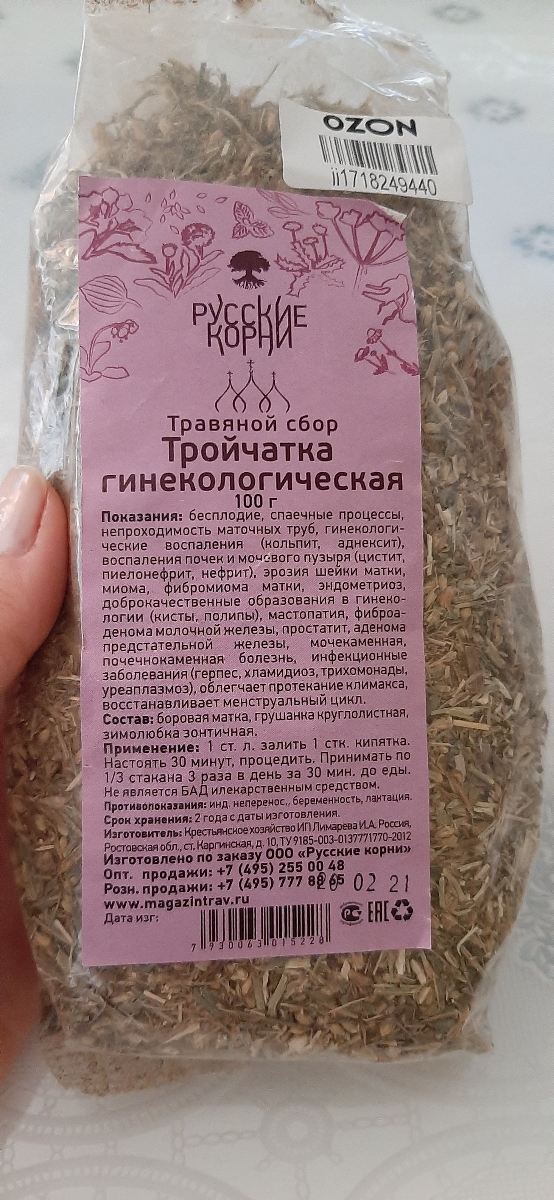 OZON
ii1718249440
РУССКИЕ
КОРНИ
Травяной сбор
Тройчатка
гинекологическая
100 г
Показания: бесплодие, спаечные процессы,
непроходимость маточных труб, гинекологи-
ческие воспаления (кольпит, аднексит),
воспаления почек и мочевого пузыря (цистит,
пиелонефрит, нефрит), эрозия шейки матки,
миома, фибромиома матки, эндометриоз,
доброкачественные образования в гинеко-
логии (кисты, полипы), мастопатия, фиброа-
денома молочной железы, простатит, аденома
предстательной железы, мочекаменная,
почечнокаменная болезнь, инфекционные
заболевания (герпес, хламидиоз, трихомонады,
уреаплазмоз), облегчает протекание климакса,
восстанавливает менструальный цикл.
Состав: боровая матка, грушанка круглолистная,
зимолюбка зонтичная.
Применение: 1 ст. л. залить 1 стк. кипятка.
Настоять 30 минут, процедить. Принимать по
1/3 стакана 3 раза в день за 30 мин. до еды.
Не является БАД и лекарственным средством.
Противопоказания: инд. неперенос., беременность, лактация.
Срок хранения: 2 года с даты изготовления.
Изготовитель: Крестьянское хозяйство ИП Лимарева И.А. Россия,
Ростовская обл., ст. Каргинская, д. 10, ТУ 9185-003-0137771770-2012
Изготовлено по заказу ООО «Русские корни»
Опт. продажи: +7 (495) 255 00 48
Розн. продажи: +7 (495) 777 8 65
02 21
www.magazintrav.ru
Дата изг:
EAC
7 930063 015220